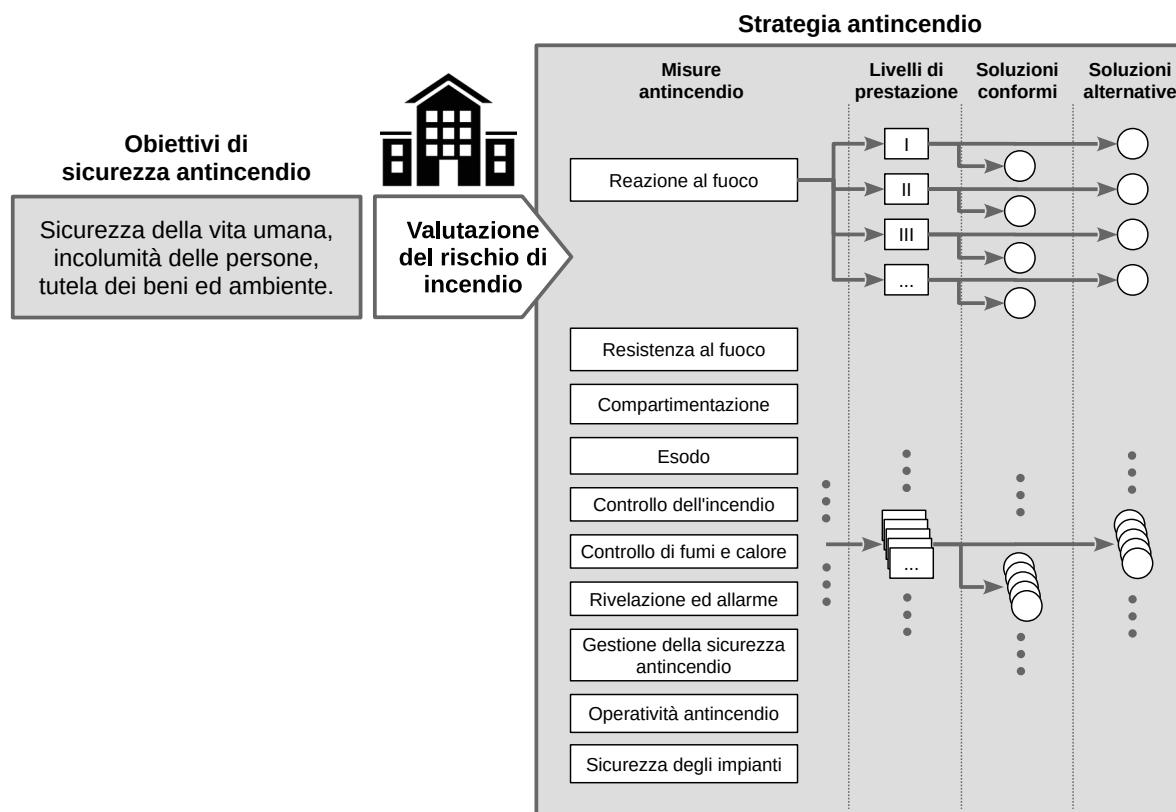 Strategia antincendio
Misure
antincendio
Livelli di
prestazione
Soluzioni
conformi
Soluzioni
alternative
Obiettivi di
sicurezza antincendio
Sicurezza della vita umana,
incolumità delle persone,
tutela dei beni ed ambiente.
Valutazione
del rischio di
incendio
Reazione al fuoco
I
II
III
...
Resistenza al fuoco
Compartimentazione
Esodo
Controllo dell'incendio
Controllo di fumi e calore
...
Rivelazione ed allarme
Gestione della sicurezza
antincendio
Operatività antincendio
Sicurezza degli impianti